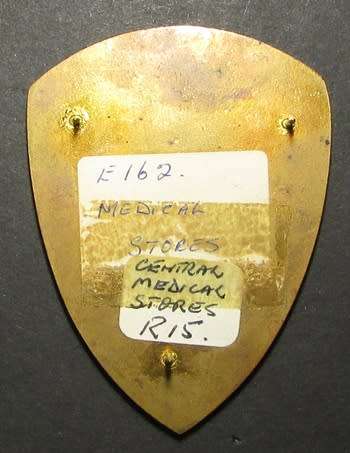 E162.
MEDICAL
STORES
CENTRAL
MEDICAL
STORES
R15.